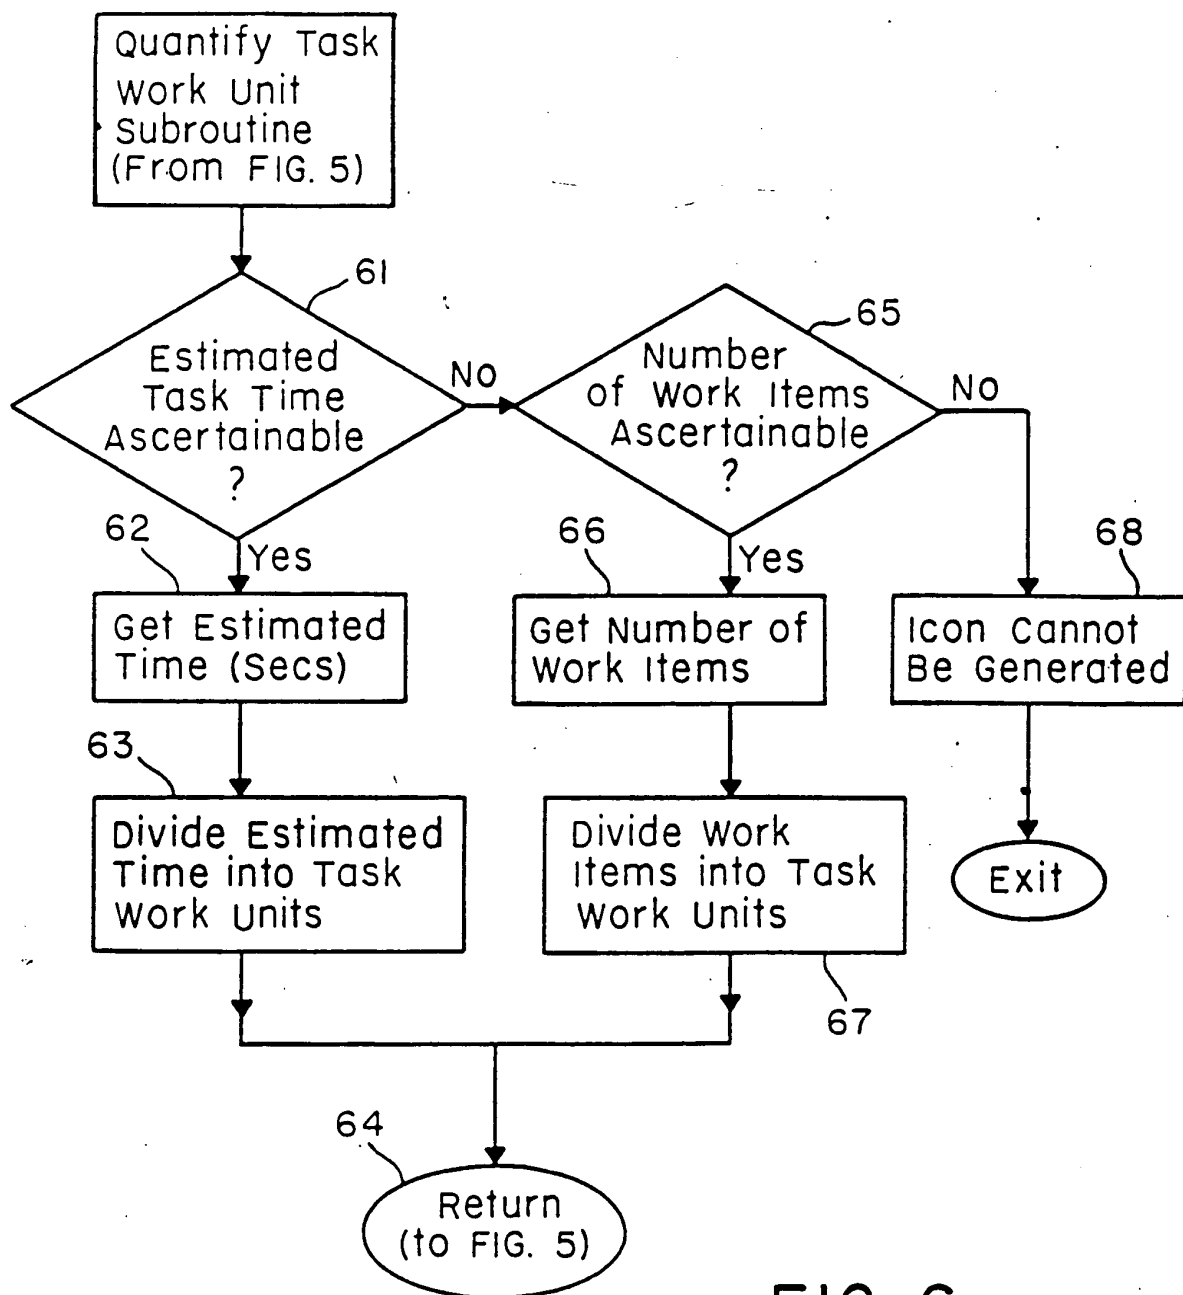 Quantify Task
Work Unit
Subroutine
(From FIG. 5)
61
Estimated
Task Time
Ascertainable
?
No
65
Number
of Work Items
Ascertainable
?
No
62
Yes
Get Estimated
Time (Secs)
66
Yes
Get Number of
Work Items
68
Icon Cannot
Be Generated
63
Divide Estimated
Time into Task
Work Units
Divide Work
Items into Task
Work Units
67
Exit
64
Return
(to FIG. 5)
FIG. 6